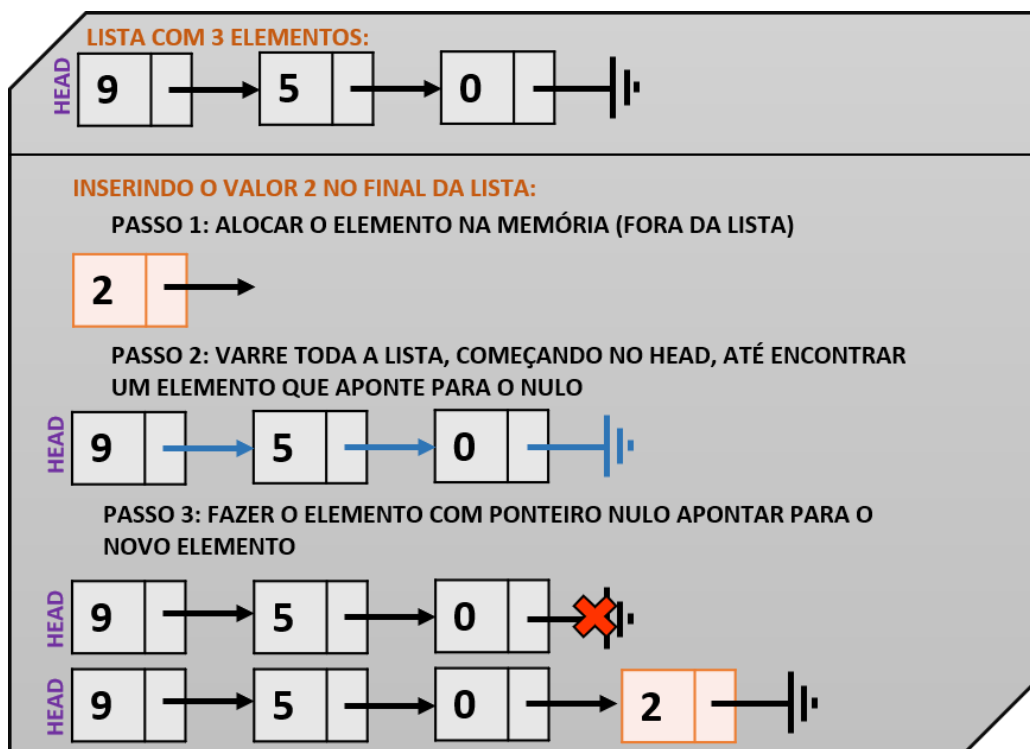 LISTA COM 3 ELEMENTOS:
HEAD
9 5 0
INSERINDO O VALOR 2 NO FINAL DA LISTA:
PASSO 1: ALOCAR O ELEMENTO NA MEMÓRIA (FORA DA LISTA)
2
PASSO 2: VARRE TODA A LISTA, COMEÇANDO NO HEAD, ATÉ ENCONTRAR
UM ELEMENTO QUE APONTE PARA O NULO
HEAD
9 5 0
PASSO 3: FAZER O ELEMENTO COM PONTEIRO NULO APONTAR PARA O
NOVO ELEMENTO
HEAD
9 5 0
HEAD
9 5 0 2